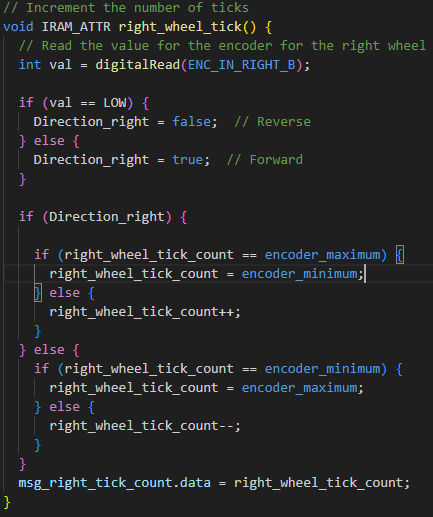 // Increment the number of ticks
void IRAM_ATTR right_wheel_tick() {
  // Read the value for the encoder for the right wheel
  int val = digitalRead(ENC_IN_RIGHT_B);

  if (val == LOW) {
    Direction_right = false;  // Reverse
  } else {
    Direction_right = true;  // Forward
  }

  if (Direction_right) {

    if (right_wheel_tick_count == encoder_maximum) {
      right_wheel_tick_count = encoder_minimum;
    } else {
      right_wheel_tick_count++;
    }
  } else {
    if (right_wheel_tick_count == encoder_minimum) {
      right_wheel_tick_count = encoder_maximum;
    } else {
      right_wheel_tick_count--;
    }
  }
  msg_right_tick_count.data = right_wheel_tick_count;
}